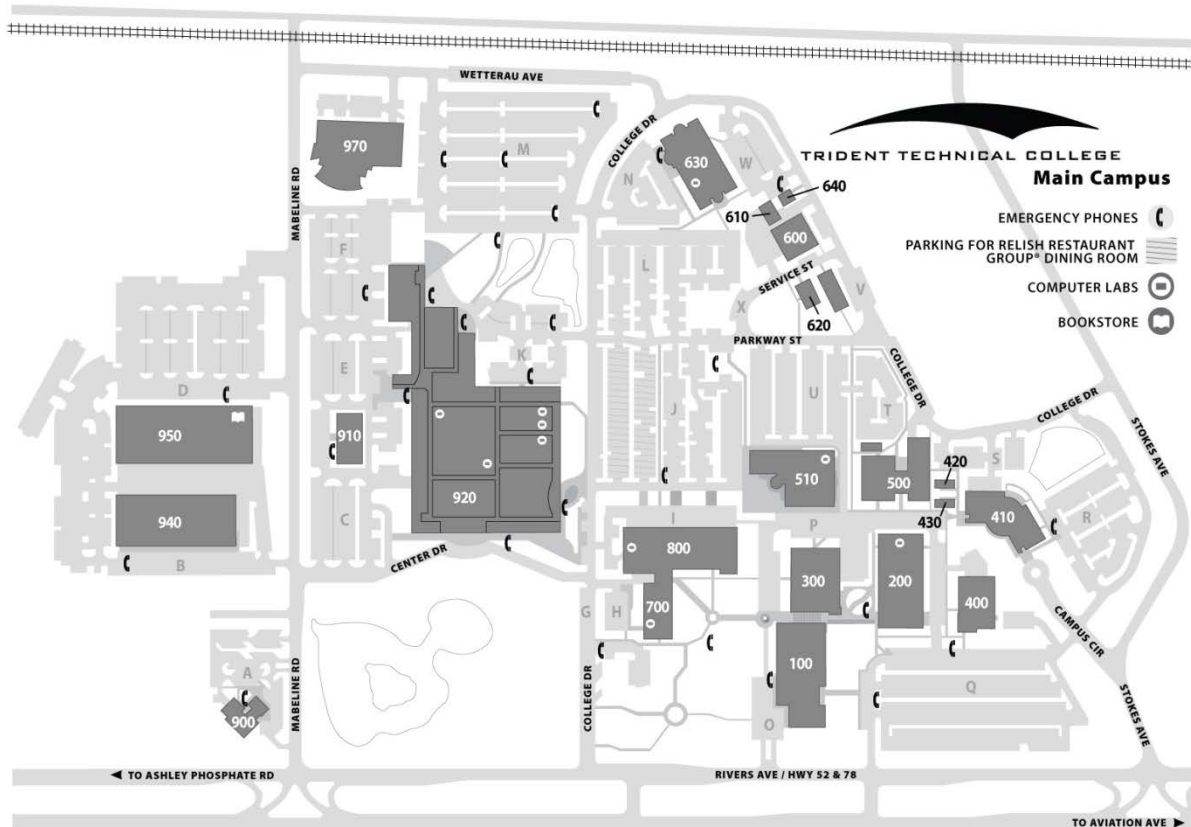 WETTERAU AVE
TRIDENT TECHNICAL COLLEGE
Main Campus
EMERGENCY PHONES
PARKING FOR RELISH RESTAURANT
GROUP® DINING ROOM
COMPUTER LABS
BOOKSTORE
COLLEGE DR
970
M
630
W
640
N
610
600
MABELINE RD
F
L
SERVICE ST
V
X
620
PARKWAY ST
K
E
D
J
U
T
COLLEGE DR
COLLEGE DR
STOKES AVE
950
910
S
510
500
420
920
940
C
I
P
430
410
R
B
CENTER DR
800
300
200
G
H
700
400
CAMPUS CIR
100
A
900
MABELINE RD
COLLEGE DR
O
Q
STOKES AVE
TO ASHLEY PHOSPHATE RD
RIVERS AVE / HWY 52 & 78
TO AVIATION AVE